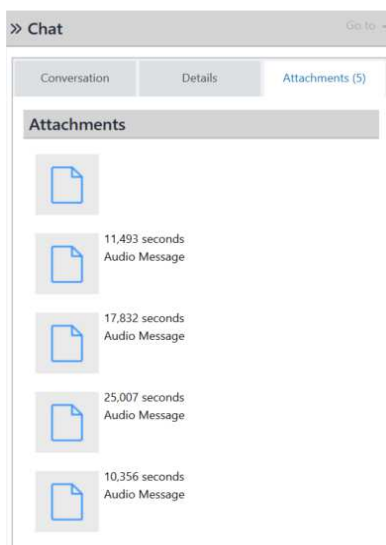 » Chat
Go to
Conversation
Details
Attachments (5)
Attachments
11,493 seconds
Audio Message
17,832 seconds
Audio Message
25,007 seconds
Audio Message
10,356 seconds
Audio Message